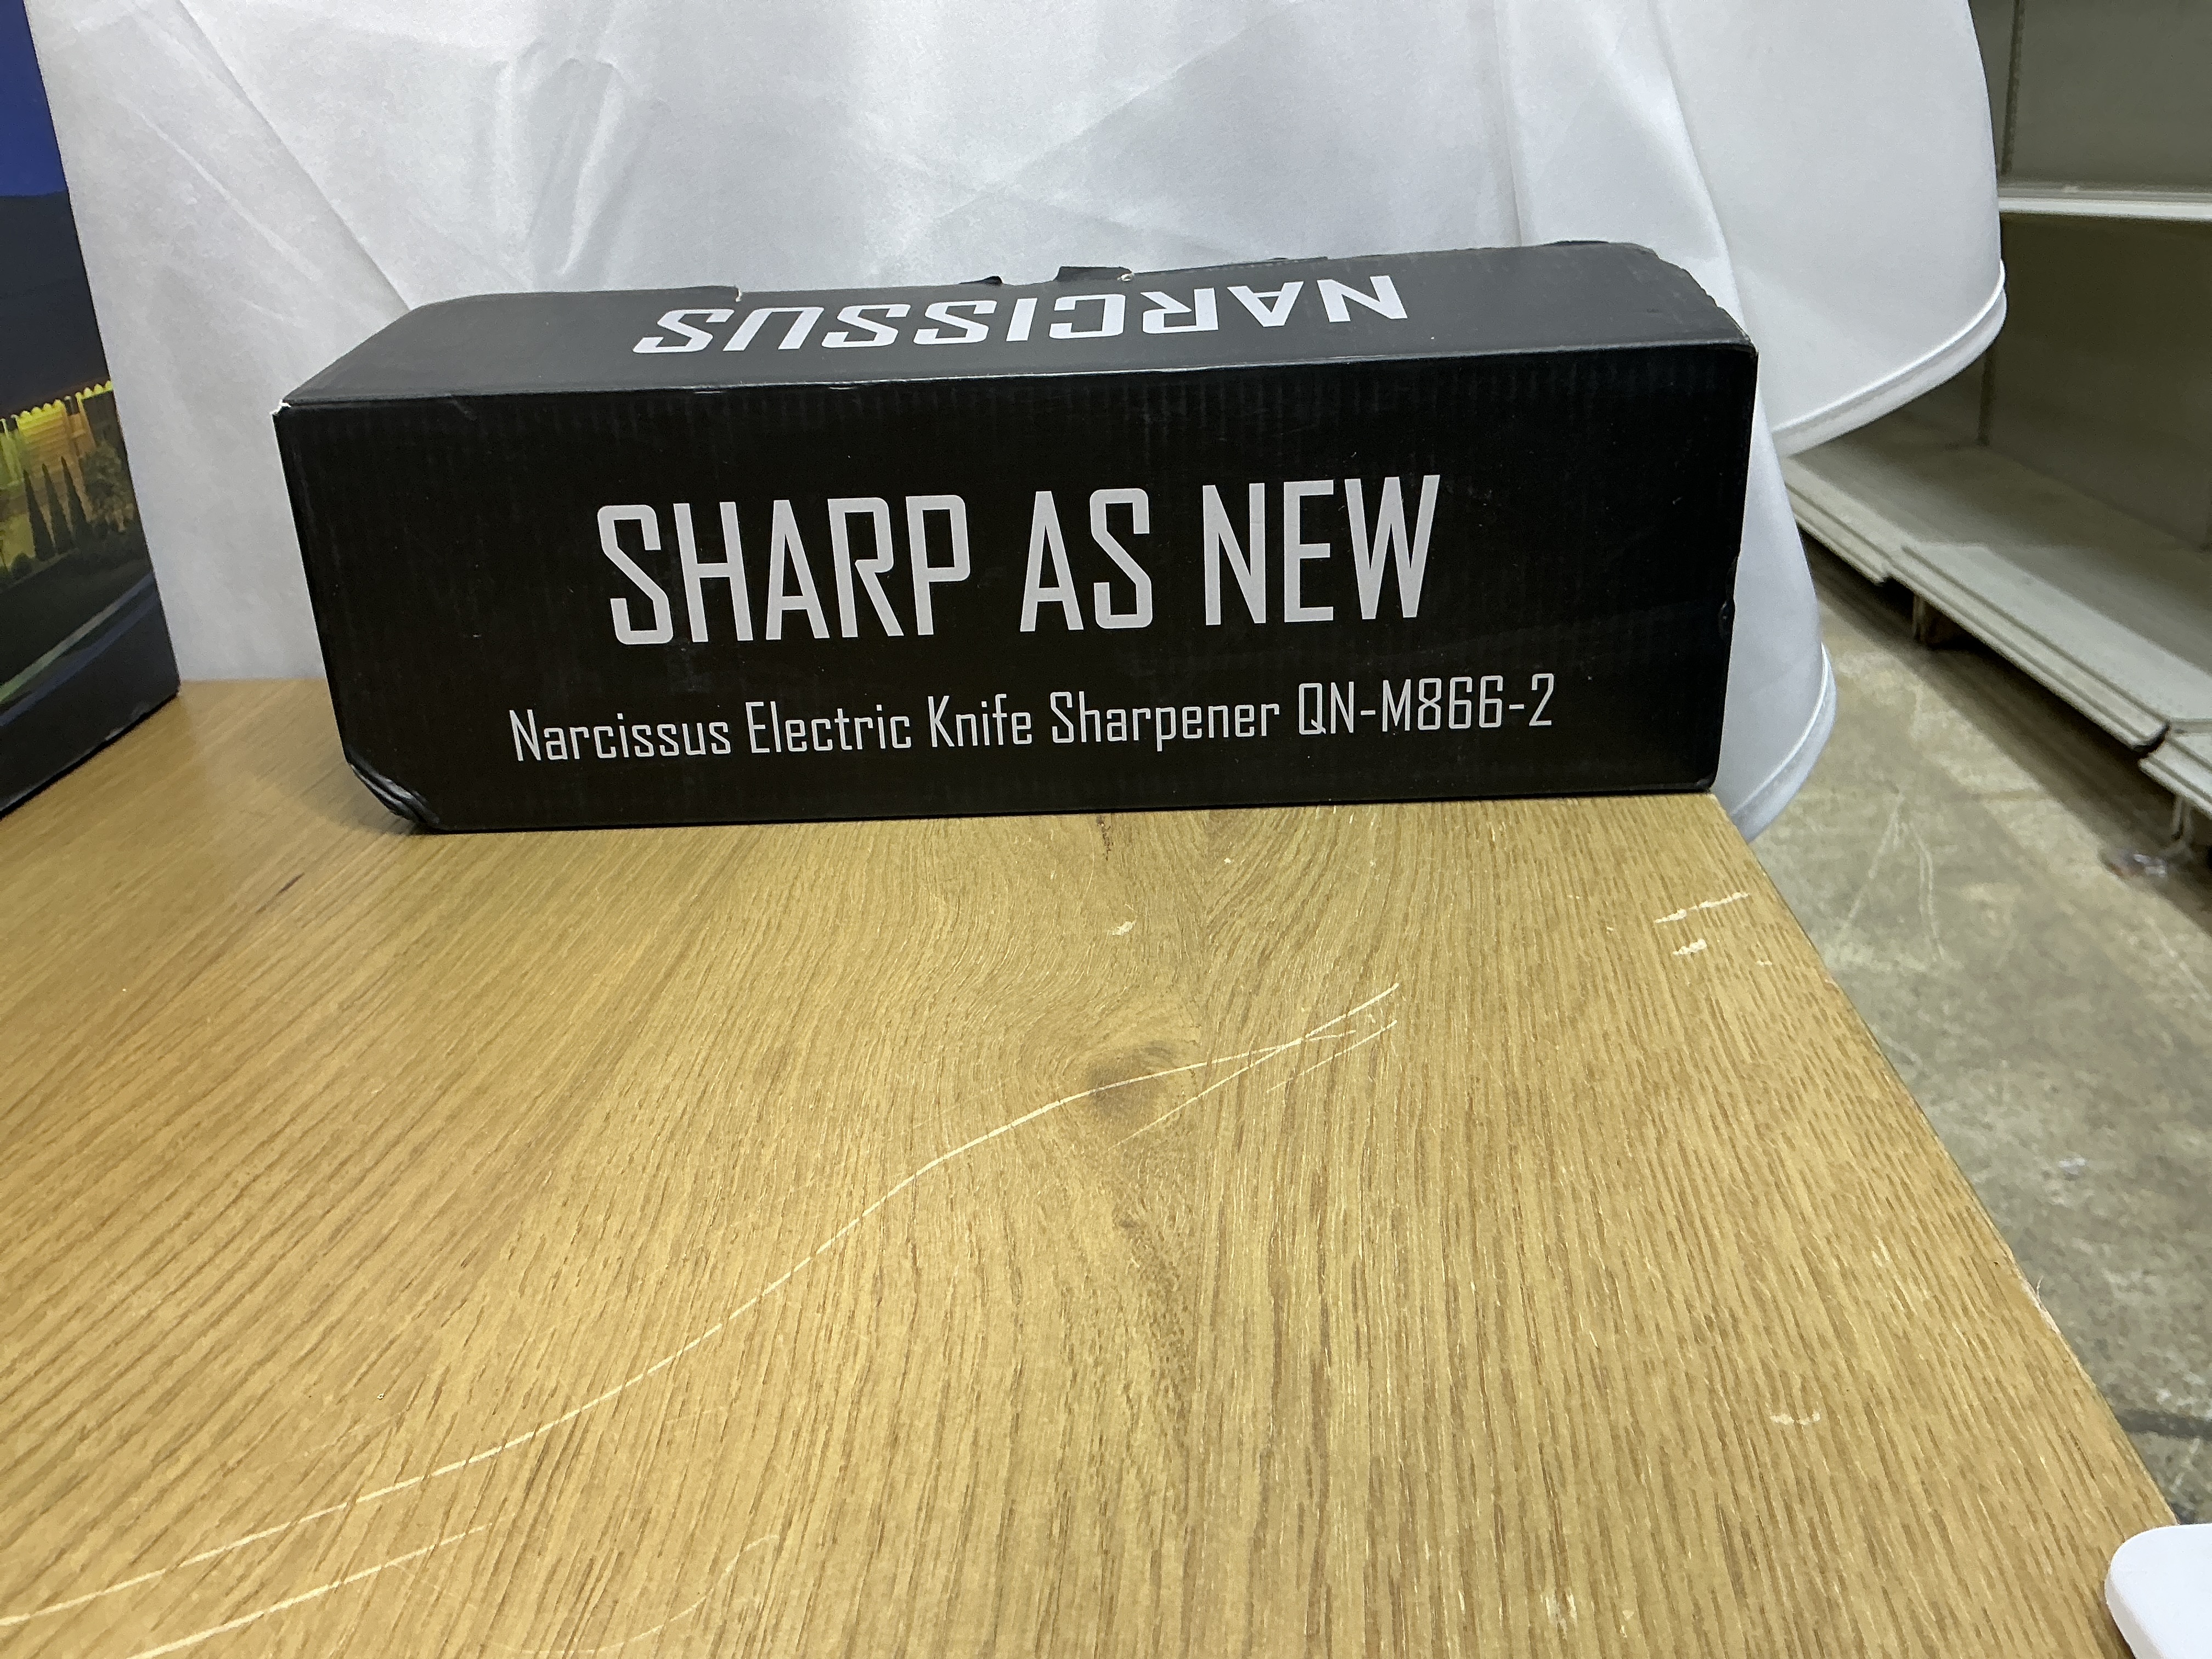 NARCISSUS
SHARP AS NEW
Narcissus Electric Knife Sharpener QN-M866-2